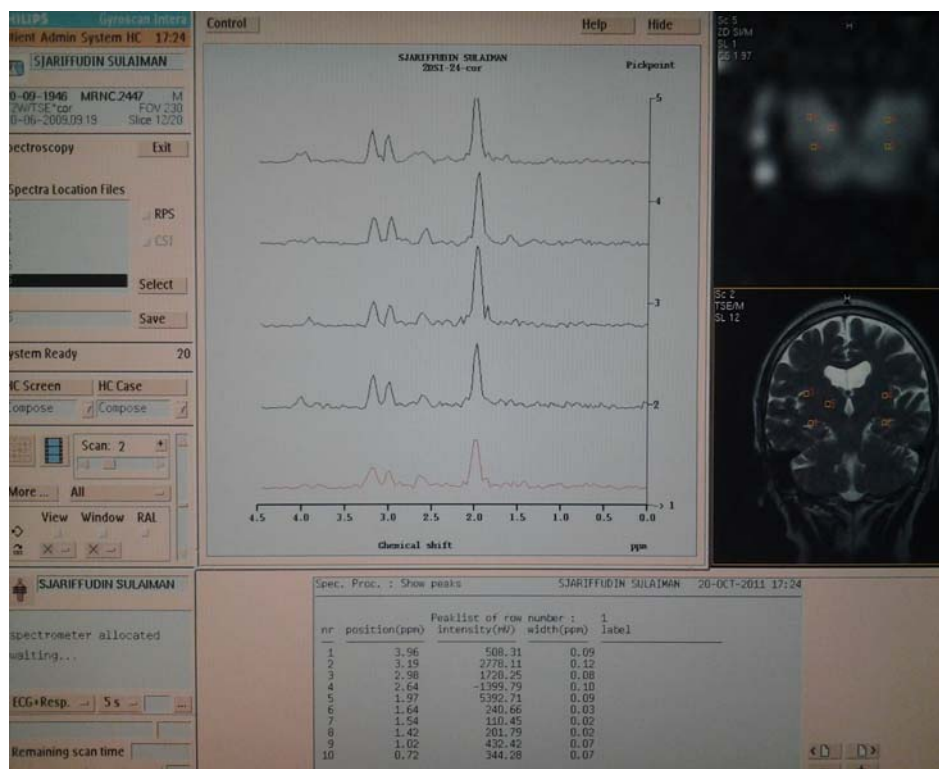 PHILIPS Gyroscan Intera
Patient Admin System HC 17:24
SJARIFFUDIN SULAIMAN
0-09-1946 MRNC.2447 M
2W/TSE*cor FOV 230
0-06-2009.09.19 Slice 12/20
pectroscopy Exit
Spectra Location Files
RPS
CSI
Select
Save
ystem Ready 20
HC Screen HC Case
Compose Compose
Scan: 2
More ... All
View Window RAL
SJARIFFUDIN SULAIMAN
spectrometer allocated
waiting...
ECG+Resp. 5 s ...
Remaining scan time
Control Help Hide
SJARIFFUDIN SULAIMAN
2DSI-24-cor
Pickpoint
5
4
3
2
1
4.5 4.0 3.5 3.0 2.5 2.0 1.5 1.0 0.5 0.0
Chemical shift ppm
Sc 5
2D SI/M
SL 1
H
Sc 2
TSE/M
SL 12
H
Spec. Proc. : Show peaks SJARIFFUDIN SULAIMAN 20-OCT-2011 17:24
Peaklist of row number : 1
nr position(ppm) intensity(mV) width(ppm) label
1 3.96 508.31 0.09
2 3.19 2778.11 0.12
3 2.98 1728.25 0.08
4 2.64 -1399.79 0.10
5 1.97 5392.71 0.09
6 1.64 240.66 0.03
7 1.54 110.45 0.02
8 1.42 201.79 0.02
9 1.02 432.42 0.07
10 0.72 344.28 0.07